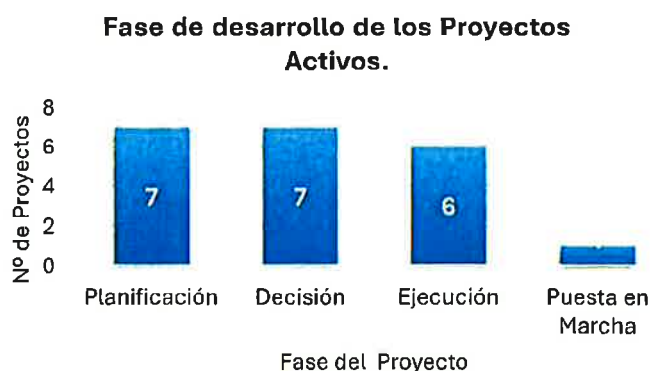 Fase de desarrollo de los Proyectos
Activos.
Nº de Proyectos
8
6
4
2
0
7
7
6
Planificación
Decisión
Ejecución
Puesta en
Marcha
Fase del Proyecto